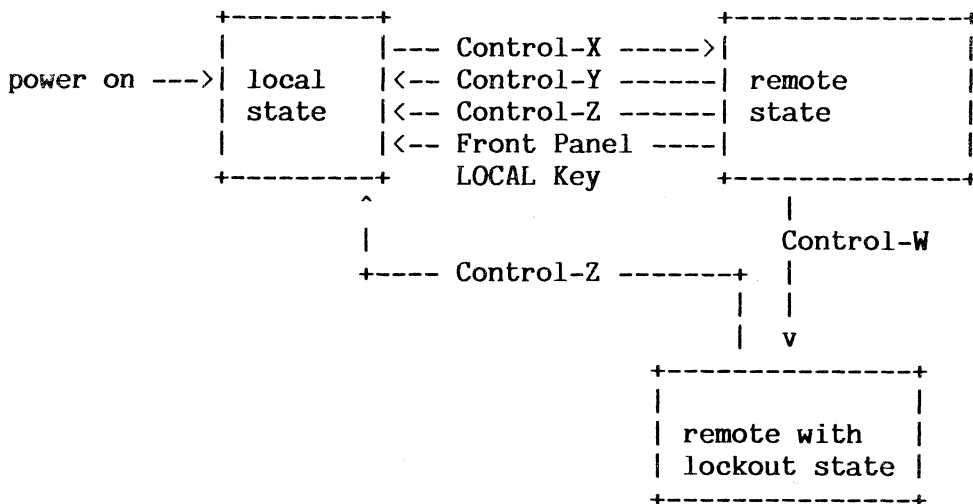 Control-X
power on local Control-Y remote
state Control-Z state
Front Panel
LOCAL Key
Control-W
Control-Z
remote with
lockout state